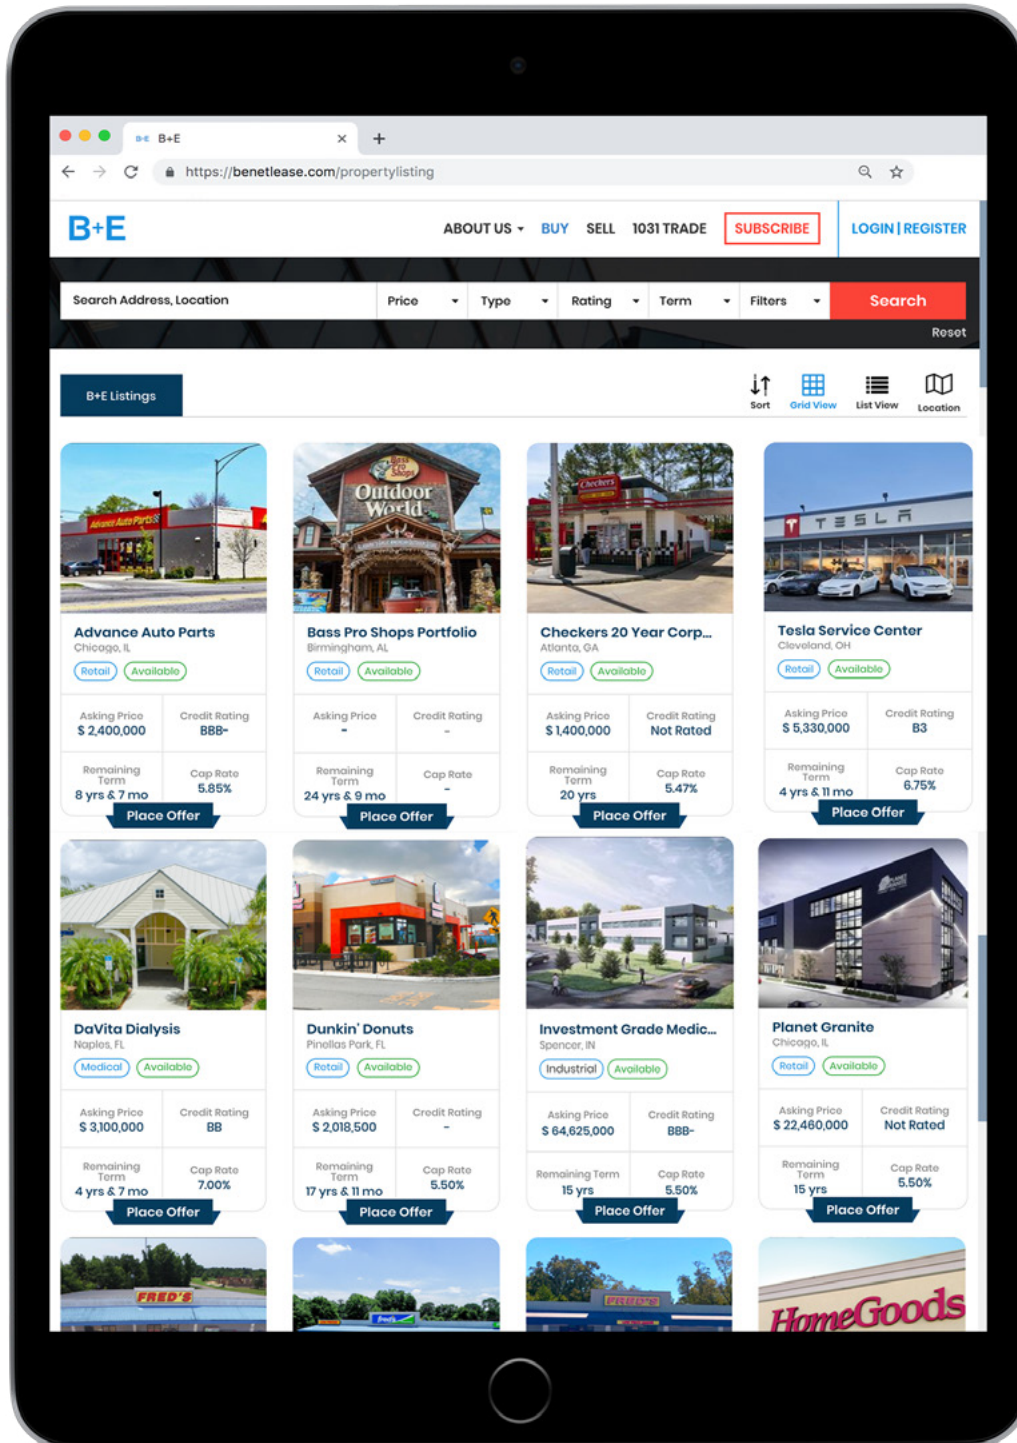 B+E B+E
https://benetlease.com/propertylisting
B+E
ABOUT US BUY SELL 1031 TRADE SUBSCRIBE LOGIN | REGISTER
Search Address, Location Price Type Rating Term Filters Search
Reset
B+E Listings
Sort Grid View List View Location
Advance Auto Parts
Bass Pro Shops
Outdoor World
Checkers
TESLA
Advance Auto Parts
Chicago, IL
Retail Available
Asking Price Credit Rating
$ 2,400,000 BBB-
Remaining Term Cap Rate
8 yrs & 7 mo 5.85%
Place Offer
Bass Pro Shops Portfolio
Birmingham, AL
Retail Available
Asking Price Credit Rating
- -
Remaining Term Cap Rate
24 yrs & 9 mo -
Place Offer
Checkers 20 Year Corp...
Atlanta, GA
Retail Available
Asking Price Credit Rating
$ 1,400,000 Not Rated
Remaining Term Cap Rate
20 yrs 5.47%
Place Offer
Tesla Service Center
Cleveland, OH
Retail Available
Asking Price Credit Rating
$ 5,330,000 B3
Remaining Term Cap Rate
4 yrs & 11 mo 6.75%
Place Offer
DaVita Dialysis
Naples, FL
Medical Available
Asking Price Credit Rating
$ 3,100,000 BB
Remaining Term Cap Rate
4 yrs & 7 mo 7.00%
Place Offer
Dunkin' Donuts
Pinellas Park, FL
Retail Available
Asking Price Credit Rating
$ 2,018,500 -
Remaining Term Cap Rate
17 yrs & 11 mo 5.50%
Place Offer
Investment Grade Medic...
Spencer, IN
Industrial Available
Asking Price Credit Rating
$ 64,625,000 BBB-
Remaining Term Cap Rate
15 yrs 5.50%
Place Offer
Planet Granite
Chicago, IL
Retail Available
Asking Price Credit Rating
$ 22,460,000 Not Rated
Remaining Term Cap Rate
15 yrs 5.50%
Place Offer
FRED'S
fred's
FRED'S
HomeGoods